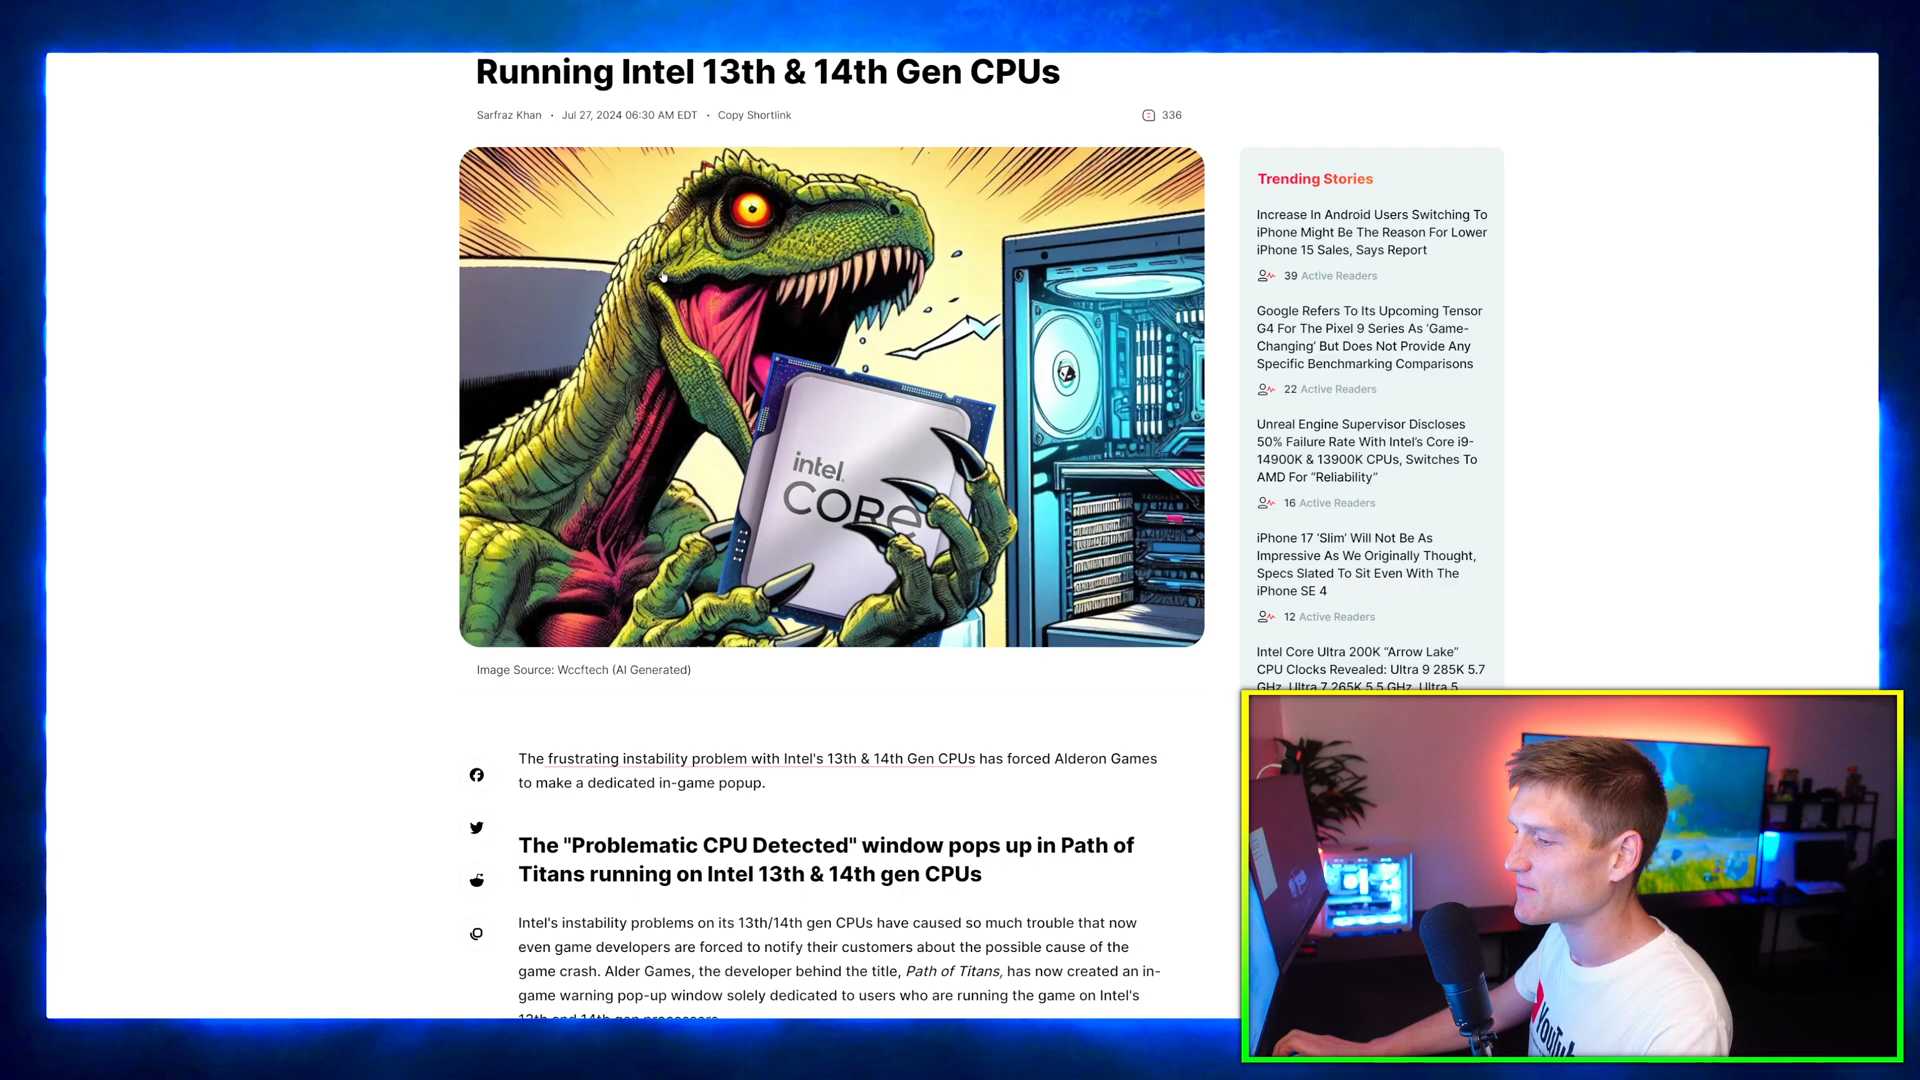 Running Intel 13th & 14th Gen CPUs
Sarfraz Khan • Jul 27, 2024 06:30 AM EDT • Copy Shortlink
336
intel.
CORE
Image Source: Wccftech (AI Generated)
The frustrating instability problem with Intel's 13th & 14th Gen CPUs has forced Alderon Games
to make a dedicated in-game popup.
The "Problematic CPU Detected" window pops up in Path of
Titans running on Intel 13th & 14th gen CPUs
Intel's instability problems on its 13th/14th gen CPUs have caused so much trouble that now
even game developers are forced to notify their customers about the possible cause of the
game crash. Alder Games, the developer behind the title, Path of Titans, has now created an in-
game warning pop-up window solely dedicated to users who are running the game on Intel's
13th and 14th gen processors.
Trending Stories
Increase In Android Users Switching To
iPhone Might Be The Reason For Lower
iPhone 15 Sales, Says Report
39 Active Readers
Google Refers To Its Upcoming Tensor
G4 For The Pixel 9 Series As ‘Game-
Changing’ But Does Not Provide Any
Specific Benchmarking Comparisons
22 Active Readers
Unreal Engine Supervisor Discloses
50% Failure Rate With Intel’s Core i9-
14900K & 13900K CPUs, Switches To
AMD For “Reliability”
16 Active Readers
iPhone 17 ‘Slim’ Will Not Be As
Impressive As We Originally Thought,
Specs Slated To Sit Even With The
iPhone SE 4
12 Active Readers
Intel Core Ultra 200K “Arrow Lake”
CPU Clocks Revealed: Ultra 9 285K 5.7
GHz, Ultra 7 265K 5.5 GHz, Ultra 5
YouTu